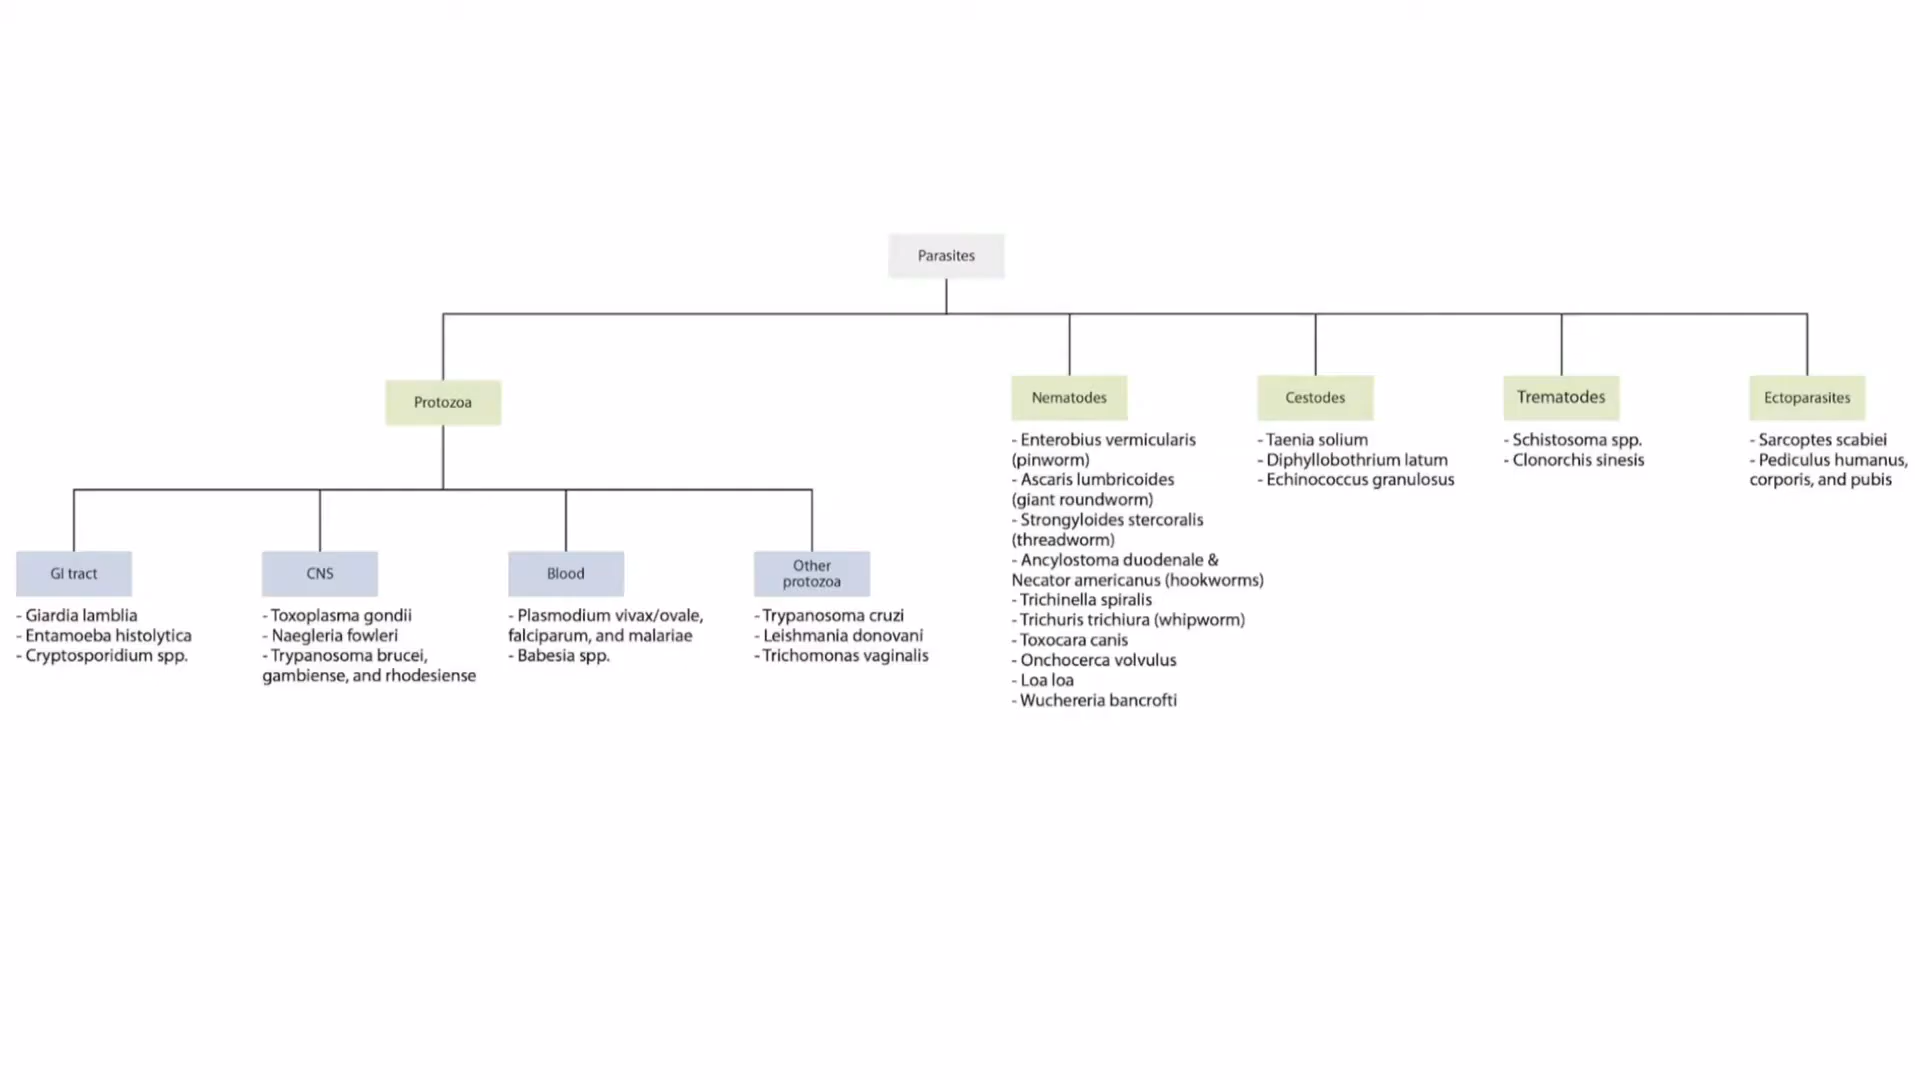 Parasites
Protozoa
GI tract
- Giardia lamblia
- Entamoeba histolytica
- Cryptosporidium spp.
CNS
- Toxoplasma gondii
- Naegleria fowleri
- Trypanosoma brucei,
gambiense, and rhodesiense
Blood
- Plasmodium vivax/ovale,
falciparum, and malariae
- Babesia spp.
Other
protozoa
- Trypanosoma cruzi
- Leishmania donovani
- Trichomonas vaginalis
Nematodes
- Enterobius vermicularis
(pinworm)
- Ascaris lumbricoides
(giant roundworm)
- Strongyloides stercoralis
(threadworm)
- Ancylostoma duodenale &
Necator americanus (hookworms)
- Trichinella spiralis
- Trichuris trichiura (whipworm)
- Toxocara canis
- Onchocerca volvulus
- Loa loa
- Wuchereria bancrofti
Cestodes
- Taenia solium
- Diphyllobothrium latum
- Echinococcus granulosus
Trematodes
- Schistosoma spp.
- Clonorchis sinesis
Ectoparasites
- Sarcoptes scabiei
- Pediculus humanus,
corporis, and pubis